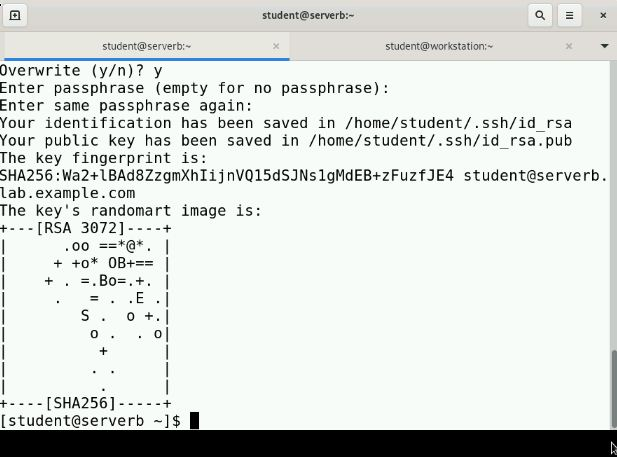 student@serverb:~
student@serverb:~
student@workstation:~
Overwrite (y/n)? y
Enter passphrase (empty for no passphrase):
Enter same passphrase again:
Your identification has been saved in /home/student/.ssh/id_rsa
Your public key has been saved in /home/student/.ssh/id_rsa.pub
The key fingerprint is:
SHA256:Wa2+lBAd8ZzgmXhIijnVQ15dSJNs1gMdEB+zFuzfJE4 student@serverb.
lab.example.com
The key's randomart image is:
+---[RSA 3072]----+
|      .oo ==*@*. |
|     + +o* OB+== |
|    + . =.Bo=.+. |
|     .   = . .E .|
|        S .  o +.|
|         o .  . o|
|          +      |
|         . .     |
|          .      |
+----[SHA256]-----+
[student@serverb ~]$